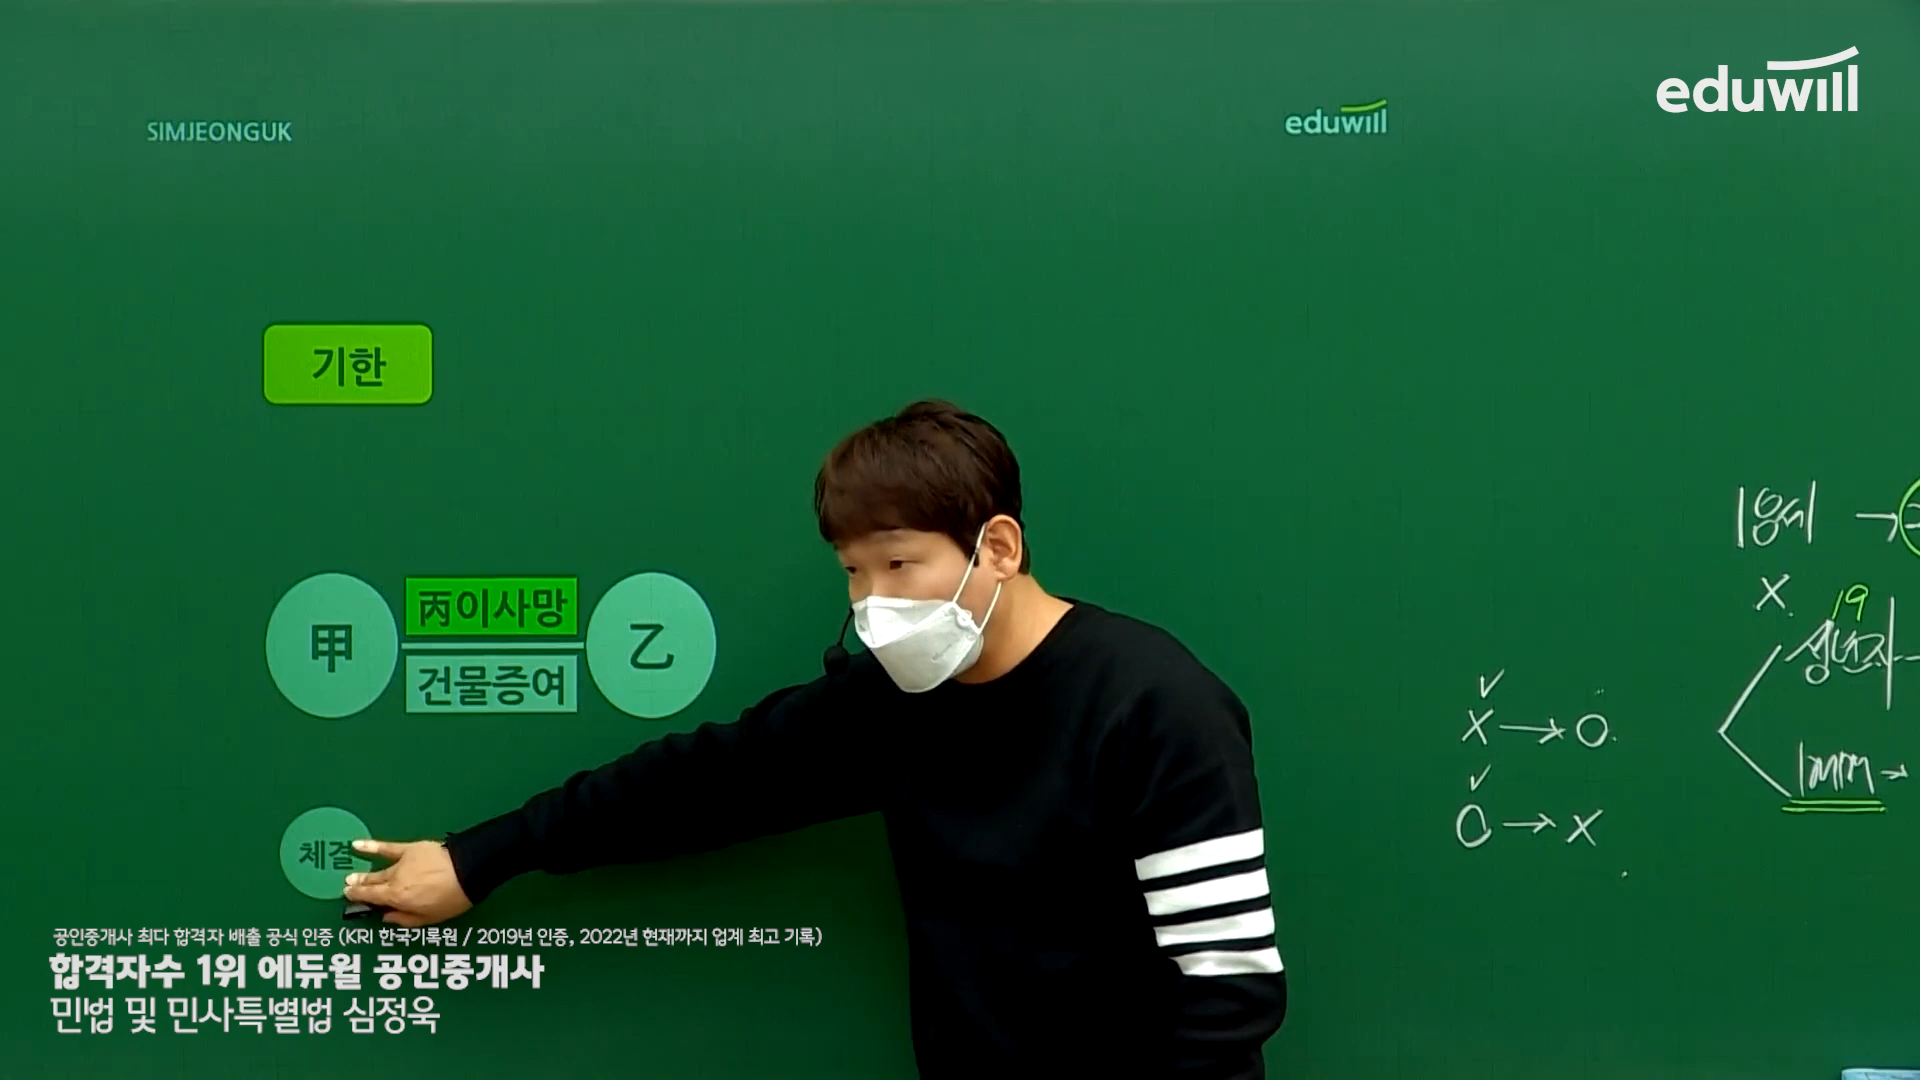 eduwill
SIMJEONGUK
eduwill
기한
甲
丙이사망
건물증여
乙
체결
X
19
성년자
X → O.
O → X
공인중개사 최다 합격자 배출 공식 인증 (KRI 한국기록원 / 2019년 인증, 2022년 현재까지 업계 최고 기록)
합격자수 1위 에듀윌 공인중개사
민법 및 민사특별법 심정욱